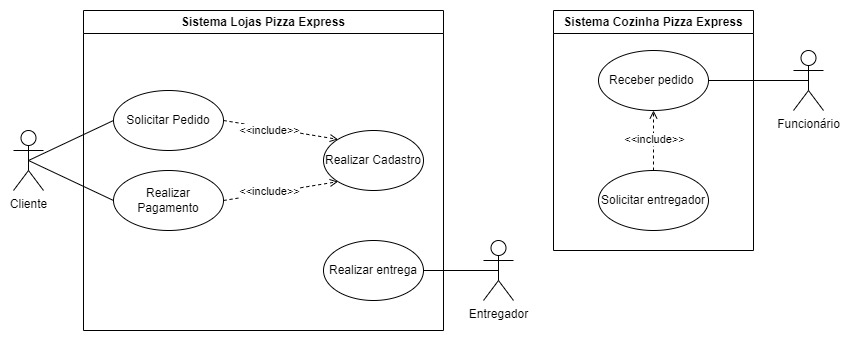 Sistema Lojas Pizza Express
Sistema Cozinha Pizza Express
Receber pedido
Solicitar Pedido
<<include>>
Funcionário
<<include>>
Realizar Cadastro
Realizar
Pagamento
<<include>>
Cliente
<<include>>
Solicitar entregador
Realizar entrega
Entregador